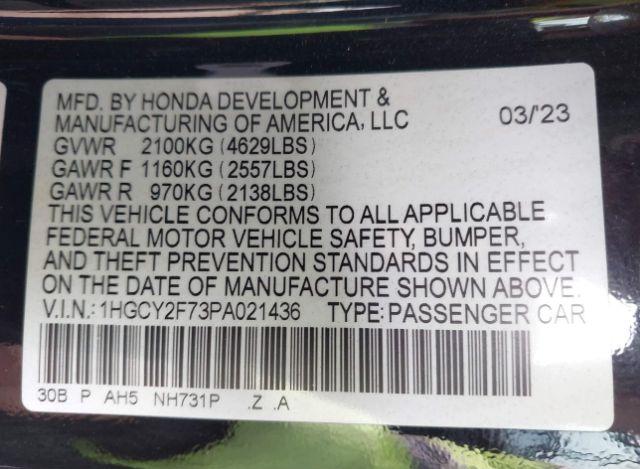 MFD. BY HONDA DEVELOPMENT &
MANUFACTURING OF AMERICA, LLC 03/'23
GVWR 2100KG (4629LBS)
GAWR F 1160KG (2557LBS)
GAWR R 970KG (2138LBS)
THIS VEHICLE CONFORMS TO ALL APPLICABLE
FEDERAL MOTOR VEHICLE SAFETY, BUMPER,
AND THEFT PREVENTION STANDARDS IN EFFECT
ON THE DATE OF MANUFACTURE SHOWN ABOVE.
V.I.N.: 1HGCY2F73PA021436 TYPE: PASSENGER CAR
30B P AH5 NH731P .Z .A